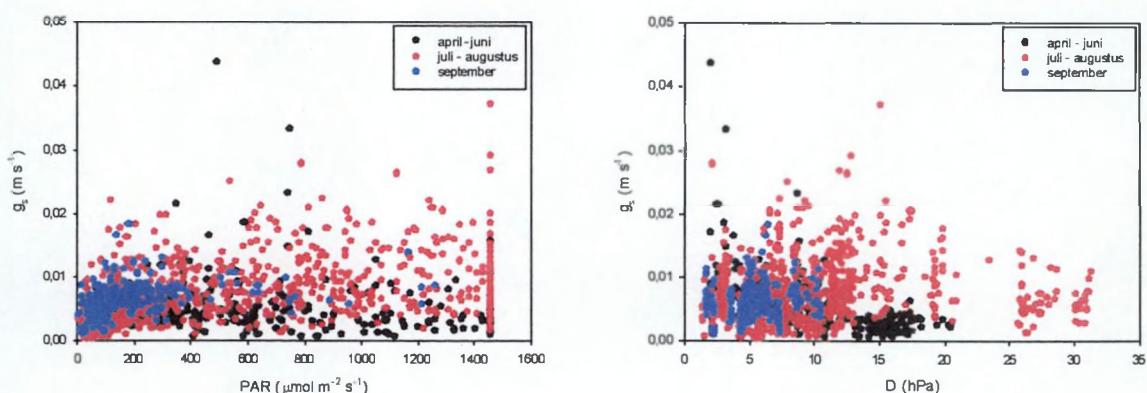 0,05
0,04
0,03
0,02
0,01
0,00
gs (m s-1)
0 200 400 600 800 1000 1200 1400 1600
PAR ( μmol m-2 s-1)
april-juni
juli - augustus
september
0,05
0,04
0,03
0,02
0,01
0,00
gs (m s-1)
0 5 10 15 20 25 30 35
D (hPa)
april - juni
juli - augustus
september